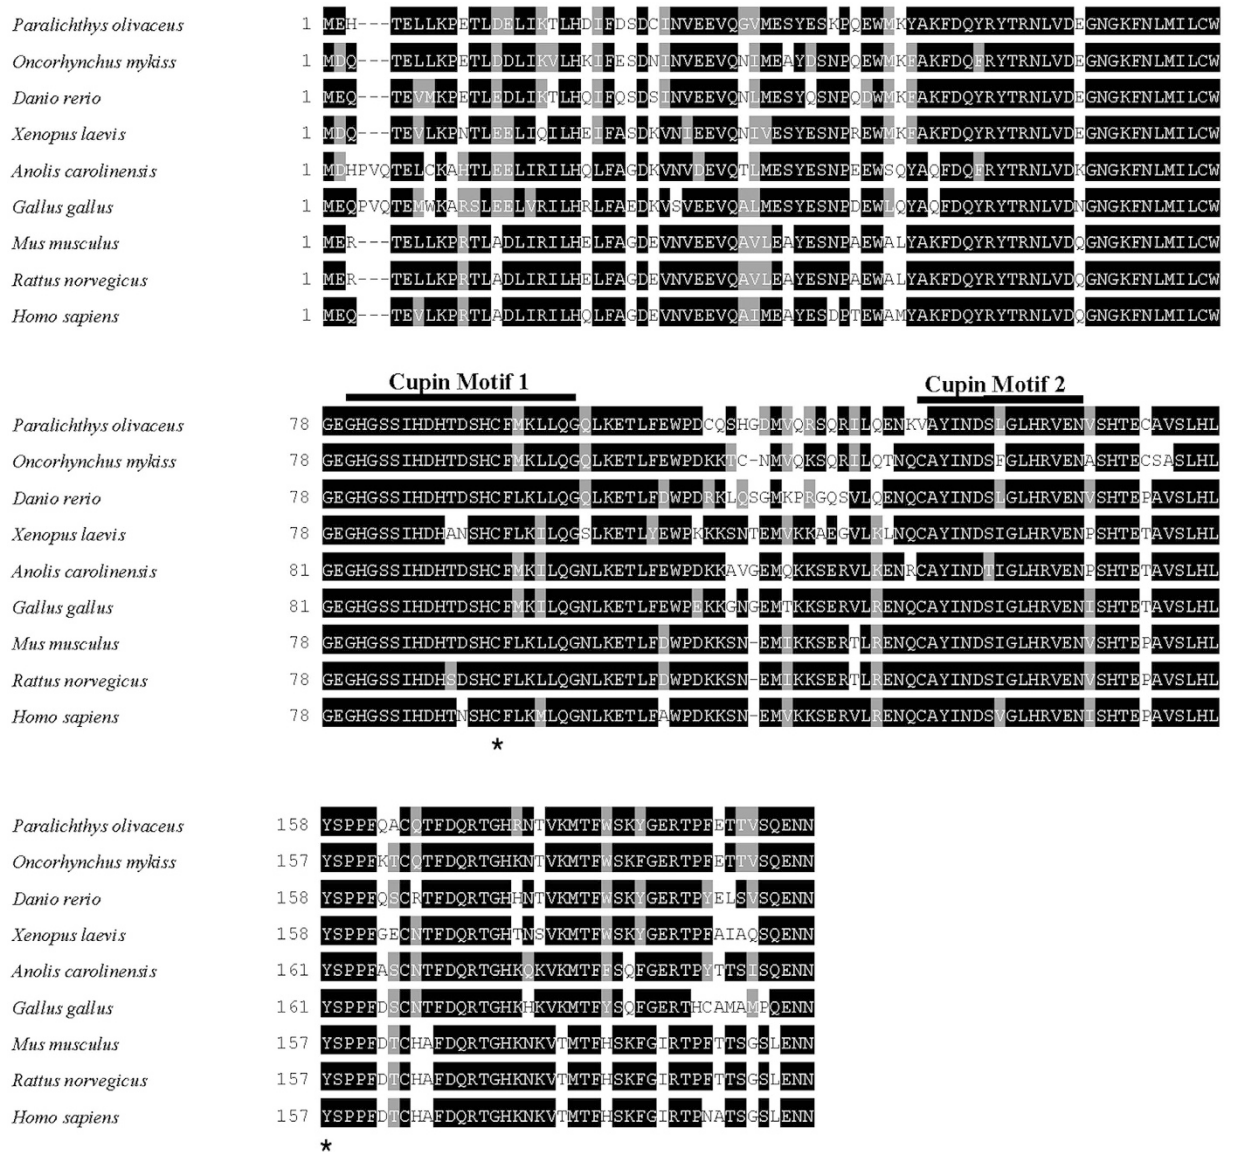 Paralichthys olivaceus 1 MEH---TELLKPETLDELIKTLHDIFDSDCINVEEVQGVMESYESKPQEWMKYAKFDQYRYTRNLVDEGNGKFNLMILCW
Oncorhynchus mykiss 1 MDQ---TELLKPETLDDLIKVLHKIFESDNINVEEVQNIMEAYDSNPQEWMKFAKFDQFRYTRNLVDEGNGKFNLMILCW
Danio rerio 1 MEQ---TEVMKPETLEDLIKTLHQIFQSDSINVEEVQNLMESYQSNPQDWMKFAKFDQYRYTRNLVDEGNGKFNLMILCW
Xenopus laevis 1 MDQ---TEVLKPNTLEELIQILHEIFASDKVNIEEVQNIVESYESNPREWMKFAKFDQYRYTRNLVDEGNGKFNLMILCW
Anolis carolinensis 1 MDHPVQTELCKAHTLEELIRILHQLFAGDKVNVDEVQTLMESYESNPEEWSQYAQFDQFRYTRNLVDKGNGKFNLMILCW
Gallus gallus 1 MEQPVQTEMWKARSLEELVRILHRLFAEDKVSVEEVQALMESYESNPDEWLQYAQFDQYRYTRNLVDNGNGKFNLMILCW
Mus musculus 1 MER---TELLKPRTLADLIRILHELFAGDEVNVEEVQAVLEAYESNPAEWALYAKFDQYRYTRNLVDQGNGKFNLMILCW
Rattus norvegicus 1 MER---TELLKPRTLADLIRILHELFAGDEVNVEEVQAVLEAYESNPAEWALYAKFDQYRYTRNLVDQGNGKFNLMILCW
Homo sapiens 1 MEQ---TEVLKPRTLADLIRILHQLFAGDEVNVEEVQAIMEAYESDPTEWAMYAKFDQYRYTRNLVDQGNGKFNLMILCW
Cupin Motif 1 Cupin Motif 2
Paralichthys olivaceus 78 GEGHGSSIHDHTDSHCFMKLLQGQLKETLFEWPDCQSHGDMVQRSQRILQENKVAYINDSLGLHRVENVSHTECAVSLHL
Oncorhynchus mykiss 78 GEGHGSSIHDHTDSHCFMKLLQGQLKETLFEWPDKKTC-NMVQKSQRILQTNQCAYINDSFGLHRVENASHTECSASLHL
Danio rerio 78 GEGHGSSIHDHTDSHCFLKLLQGQLKETLFDWPDRKLQSGMKPRGQSVLQENQCAYINDSLGLHRVENVSHTEPAVSLHL
Xenopus laevis 78 GEGHGSSIHDHANSHCFLKILQGSLKETLYEWPKKKSNTEMVKKAEGVLKLNQCAYINDSIGLHRVENPSHTETAVSLHL
Anolis carolinensis 81 GEGHGSSIHDHTDSHCFMKILQGNLKETLFEWPDKKAVGEMQKKSERVLKENRCAYINDTIGLHRVENPSHTETAVSLHL
Gallus gallus 81 GEGHGSSIHDHTDSHCFMKILQGNLKETLFEWPEKKGNGEMTKKSERVLRENQCAYINDSIGLHRVENISHTETAVSLHL
Mus musculus 78 GEGHGSSIHDHTDSHCFLKLLQGNLKETLFDWPDKKSN-EMIKKSERTLRENQCAYINDSIGLHRVENVSHTEPAVSLHL
Rattus norvegicus 78 GEGHGSSIHDHSDSHCFLKLLQGNLKETLFDWPDKKSN-EMIKKSERTLRENQCAYINDSIGLHRVENVSHTEPAVSLHL
Homo sapiens 78 GEGHGSSIHDHTNSHCFLKMLQGNLKETLFAWPDKKSN-EMVKKSERVLRENQCAYINDSVGLHRVENISHTEPAVSLHL
*
Paralichthys olivaceus 158 YSPPFQACQTFDQRTGHRNTVKMTFWSKYGERTPFETTVSQENN
Oncorhynchus mykiss 157 YSPPFKTCQTFDQRTGHKNTVKMTFWSKFGERTPFETTVSQENN
Danio rerio 158 YSPPFQSCRTFDQRTGHHNTVKMTFWSKYGERTPYELSVSQENN
Xenopus laevis 158 YSPPFGECNTFDQRTGHTNSVKMTFWSKYGERTPFAIAQSQENN
Anolis carolinensis 161 YSPPFASCNTFDQRTGHKQKVKMTFFSQFGERTPYTTSISQENN
Gallus gallus 161 YSPPFDSCNTFDQRTGHKHKVKMTFYSQFGERTHCAMAMPQENN
Mus musculus 157 YSPPFDTCHAFDQRTGHKNKVTMTFHSKFGIRTPFTTSGSLENN
Rattus norvegicus 157 YSPPFDTCHAFDQRTGHKNKVTMTFHSKFGIRTPFTTSGSLENN
Homo sapiens 157 YSPPFDTCHAFDQRTGHKNKVTMTFHSKFGIRTPNATSGSLENN
*